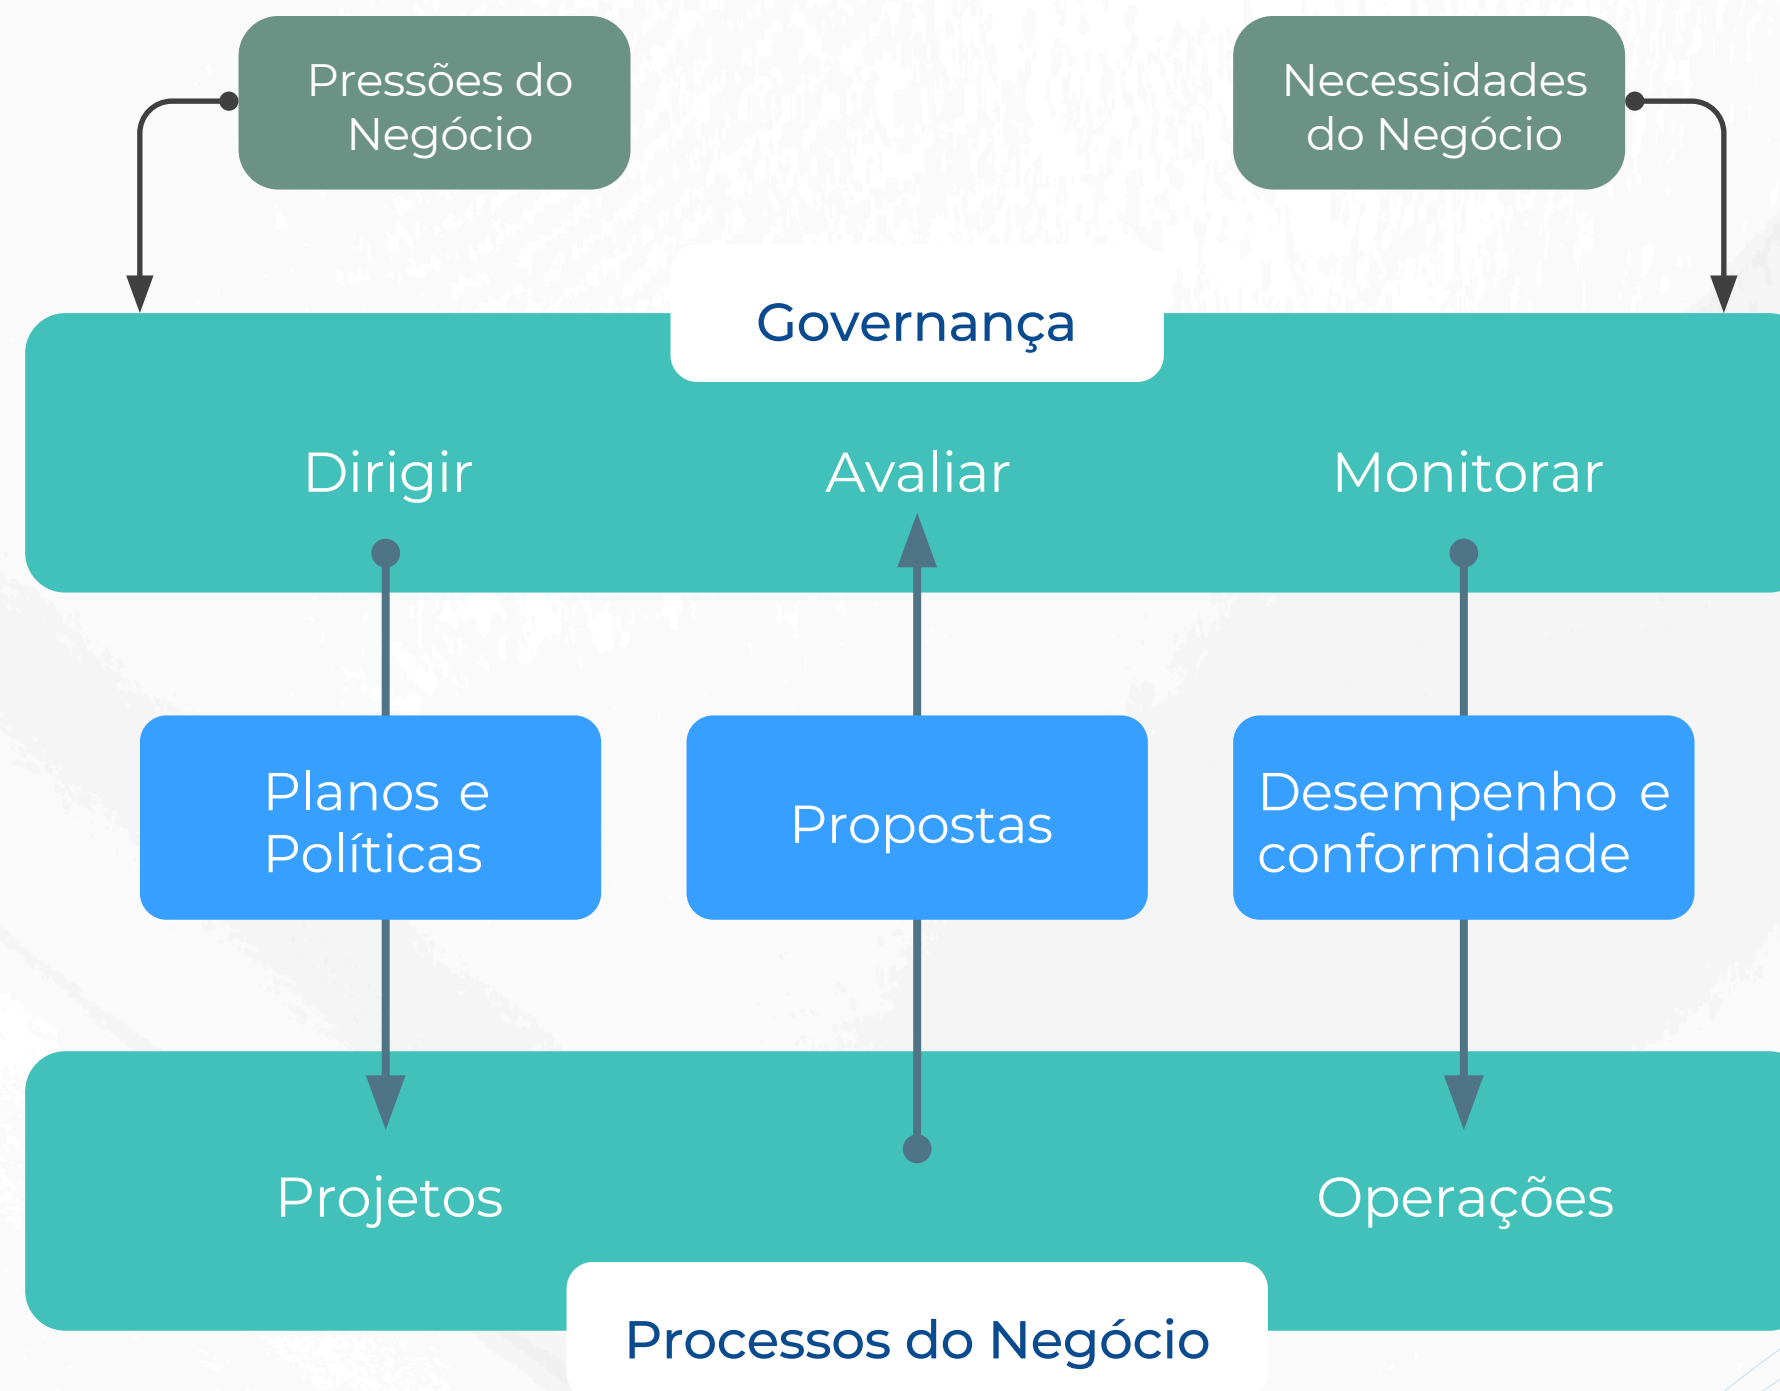 Pressões do
Negócio
Necessidades
do Negócio
Governança
Dirigir
Avaliar
Monitorar
Planos e
Políticas
Propostas
Desempenho e
conformidade
Projetos
Operações
Processos do Negócio